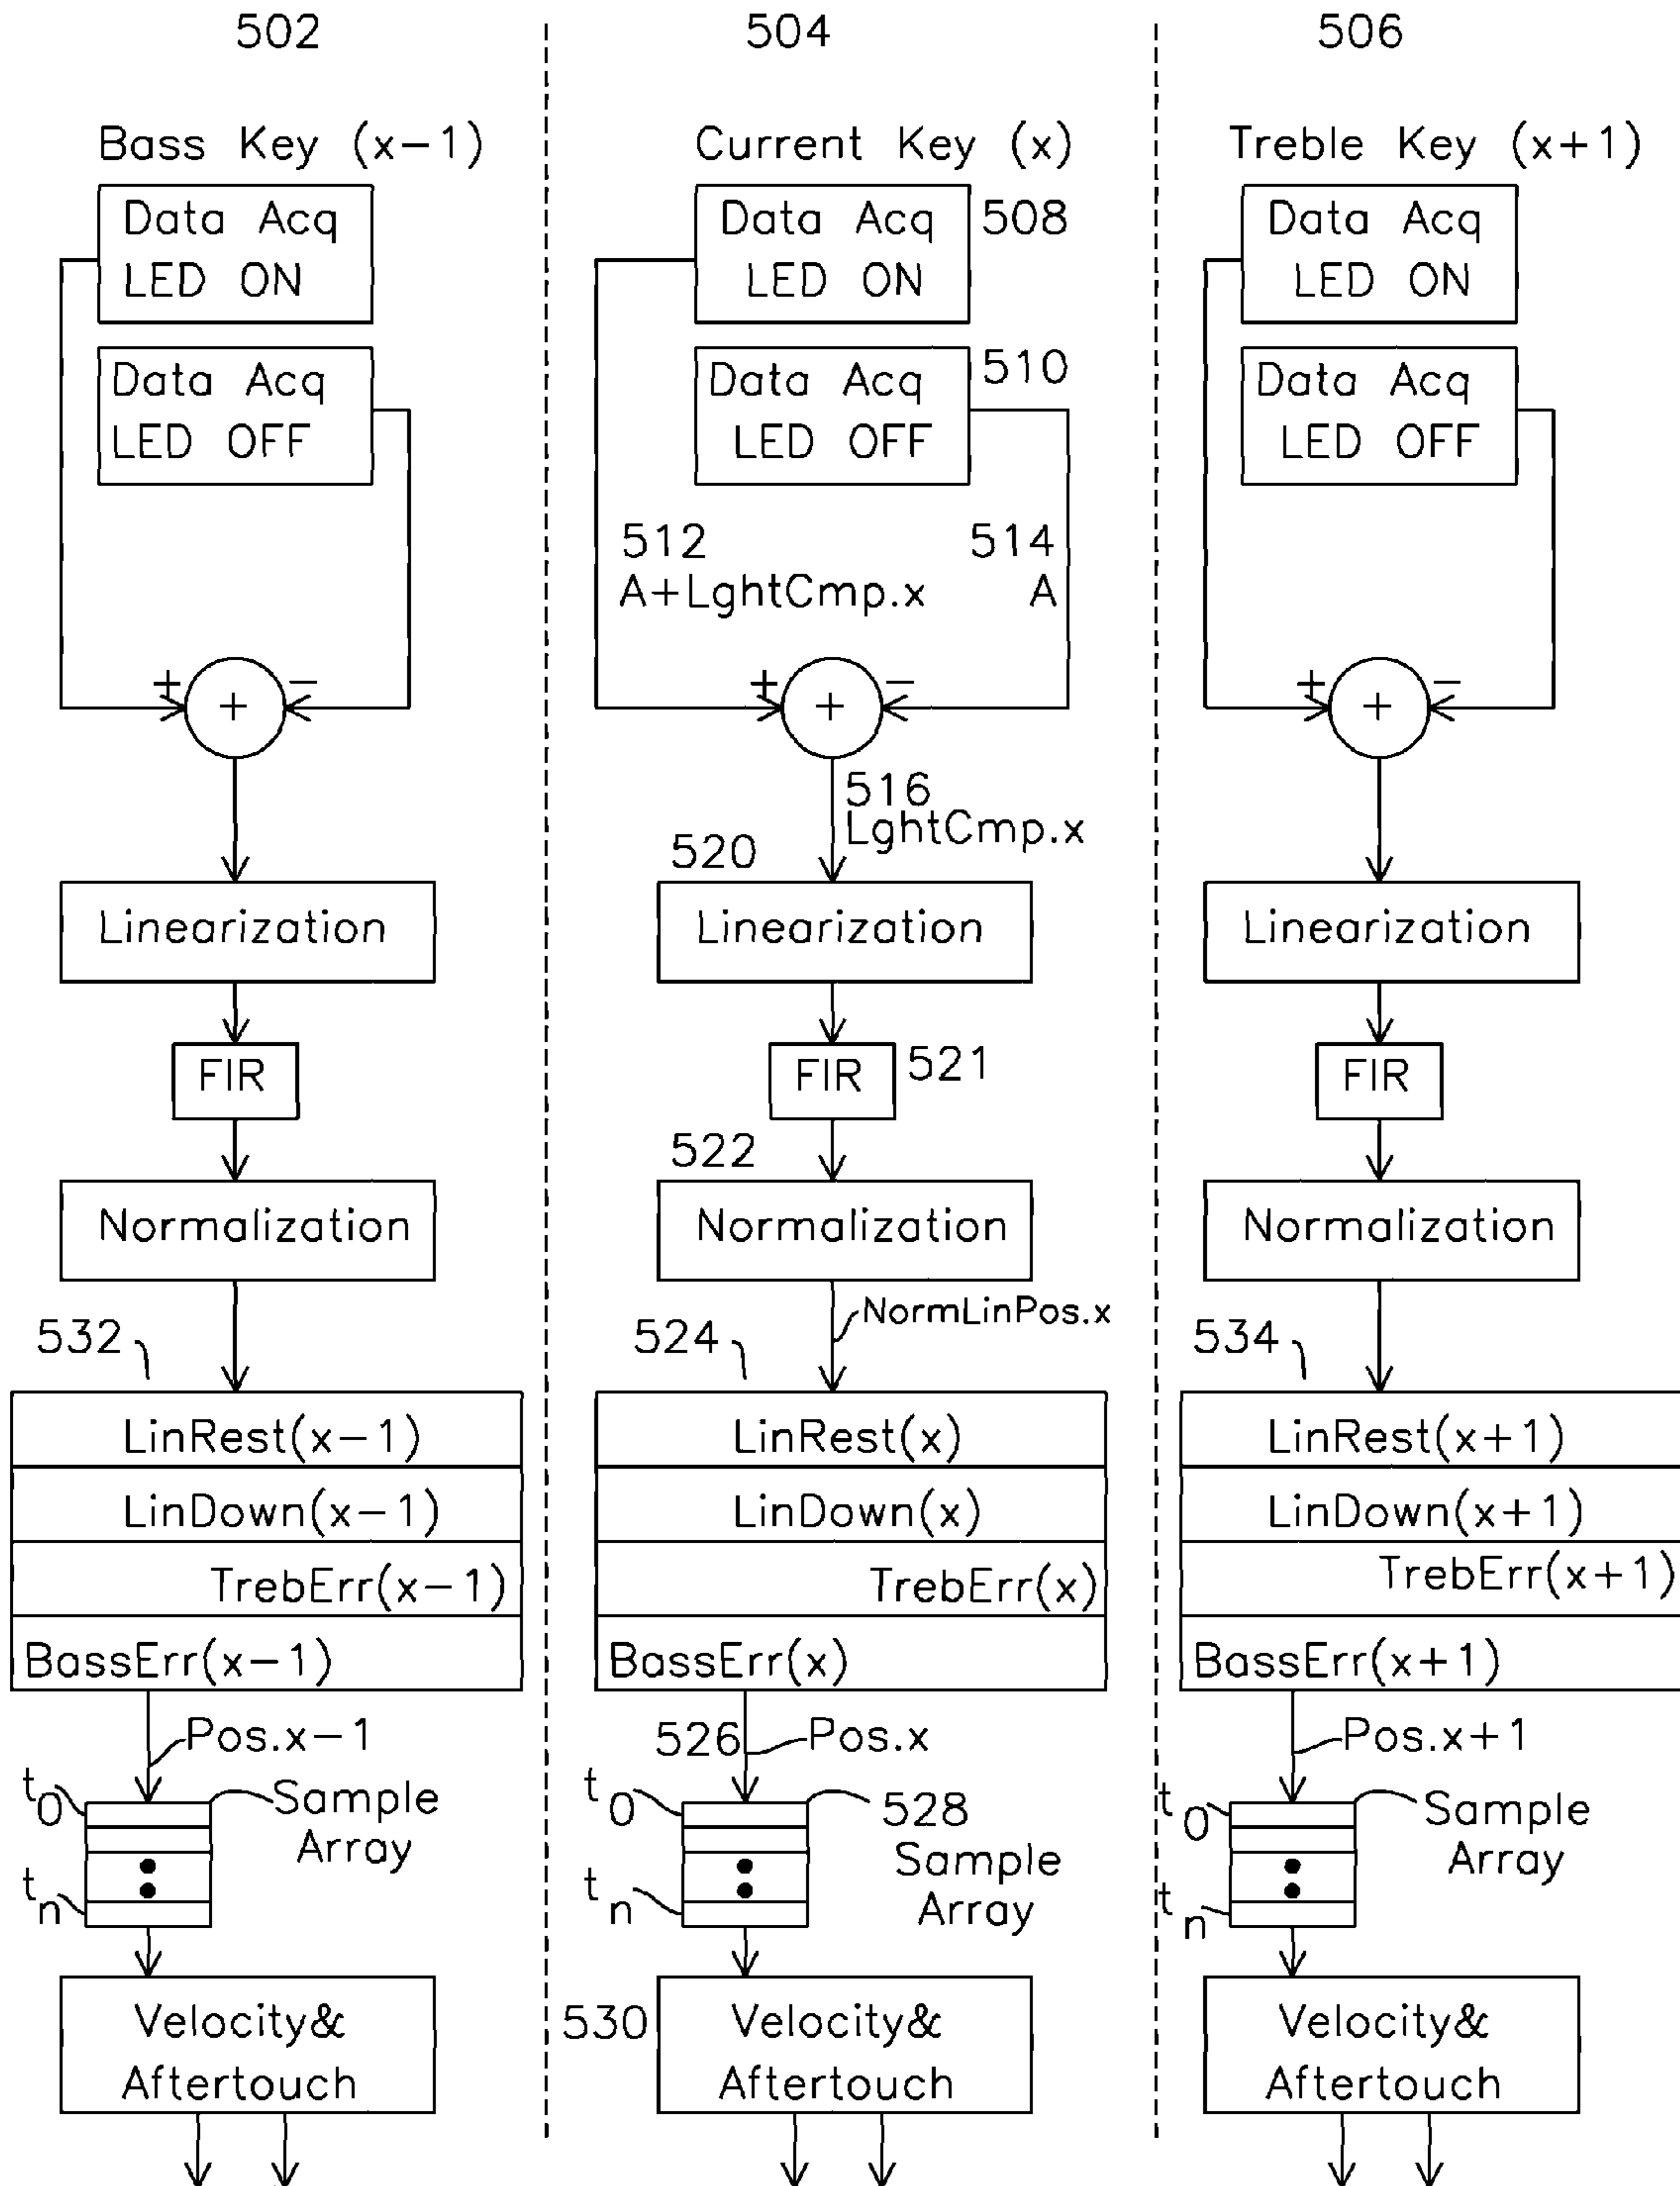 502
504
506
Bass Key (x-1)
Data Acq
LED ON
Data Acq
LED OFF
+
−
+
Linearization
FIR
Normalization
532
LinRest(x-1)
LinDown(x-1)
TrebErr(x-1)
BassErr(x-1)
Pos.x-1
t0
Sample
Array
tn
Velocity&
Aftertouch
Current Key (x)
Data Acq
LED ON
508
Data Acq
LED OFF
510
512
A+LghtCmp.x
514
A
+
−
+
516
LghtCmp.x
520
Linearization
FIR
521
522
Normalization
NormLinPos.x
524
LinRest(x)
LinDown(x)
TrebErr(x)
BassErr(x)
526
Pos.x
t0
528
Sample
Array
tn
530
Velocity&
Aftertouch
Treble Key (x+1)
Data Acq
LED ON
Data Acq
LED OFF
+
−
+
Linearization
FIR
Normalization
534
LinRest(x+1)
LinDown(x+1)
TrebErr(x+1)
BassErr(x+1)
Pos.x+1
t0
Sample
Array
tn
Velocity&
Aftertouch